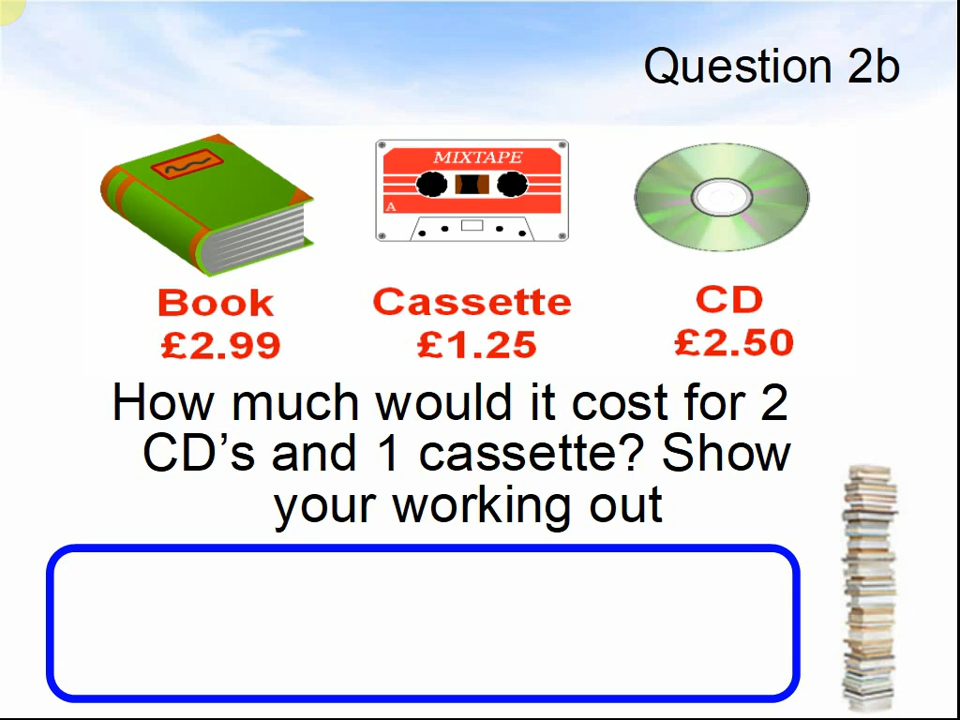 Question 2b
MIXTAPE
A
Book
£2.99
Cassette
£1.25
CD
£2.50
How much would it cost for 2
CD’s and 1 cassette? Show
your working out